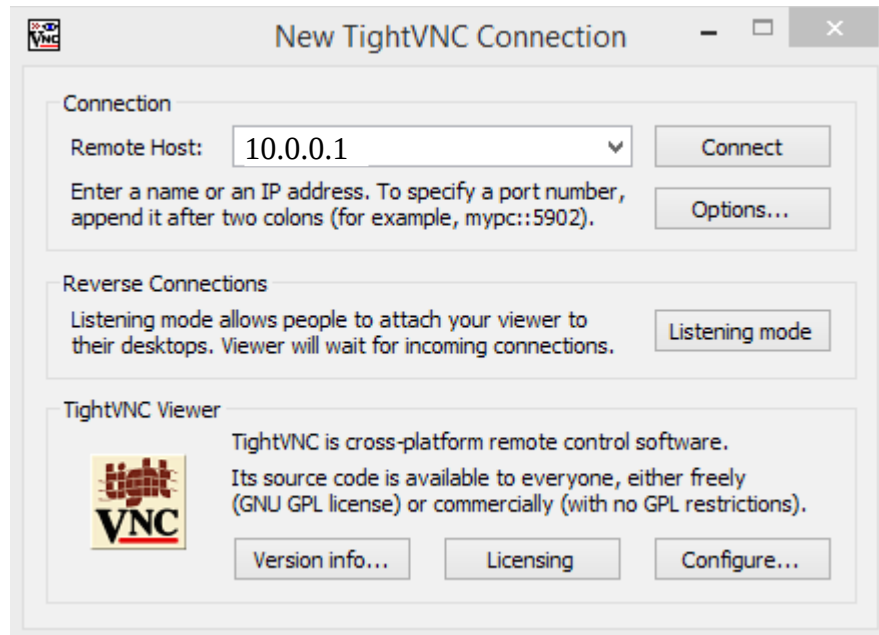 VNC
New TightVNC Connection
Connection
Remote Host:
10.0.0.1
Connect
Enter a name or an IP address. To specify a port number,
append it after two colons (for example, mypc::5902).
Options...
Reverse Connections
Listening mode allows people to attach your viewer to
their desktops. Viewer will wait for incoming connections.
Listening mode
TightVNC Viewer
tight
VNC
TightVNC is cross-platform remote control software.
Its source code is available to everyone, either freely
(GNU GPL license) or commercially (with no GPL restrictions).
Version info...
Licensing
Configure...